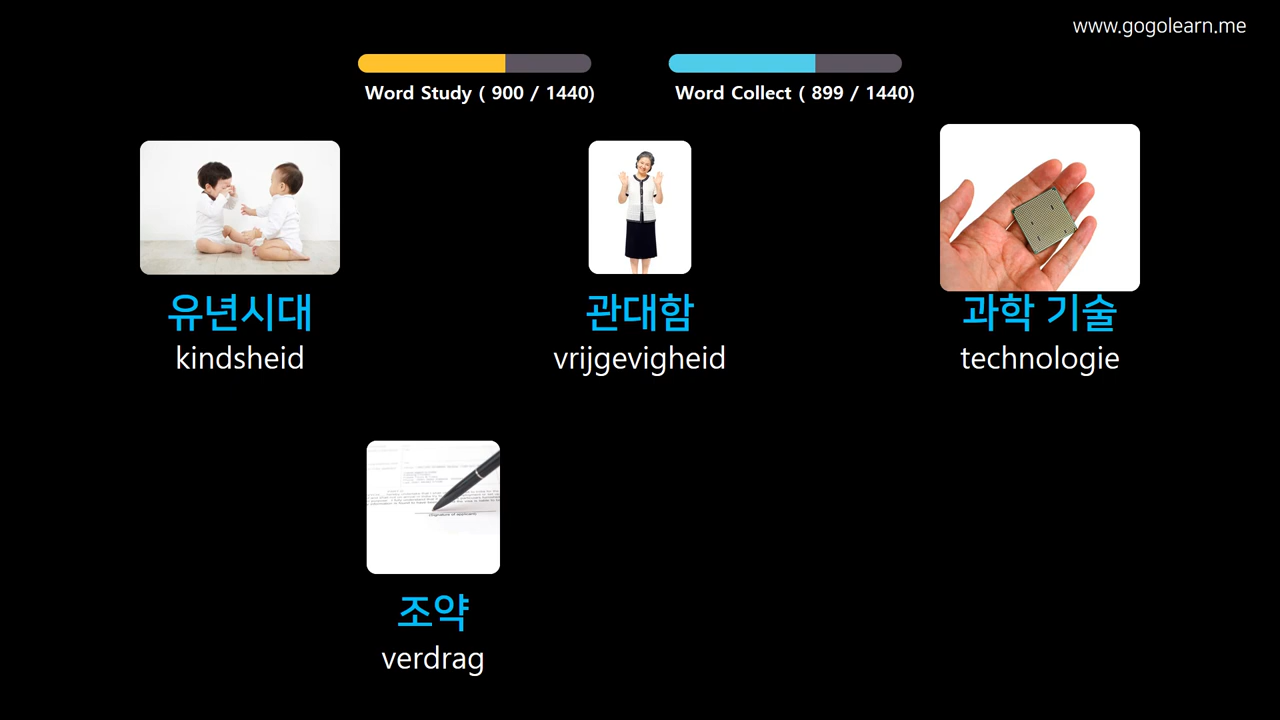 www.gogolearn.me
Word Study ( 900 / 1440)
Word Collect ( 899 / 1440)
유년시대
kindsheid
관대함
vrijgevigheid
과학 기술
technologie
조약
verdrag